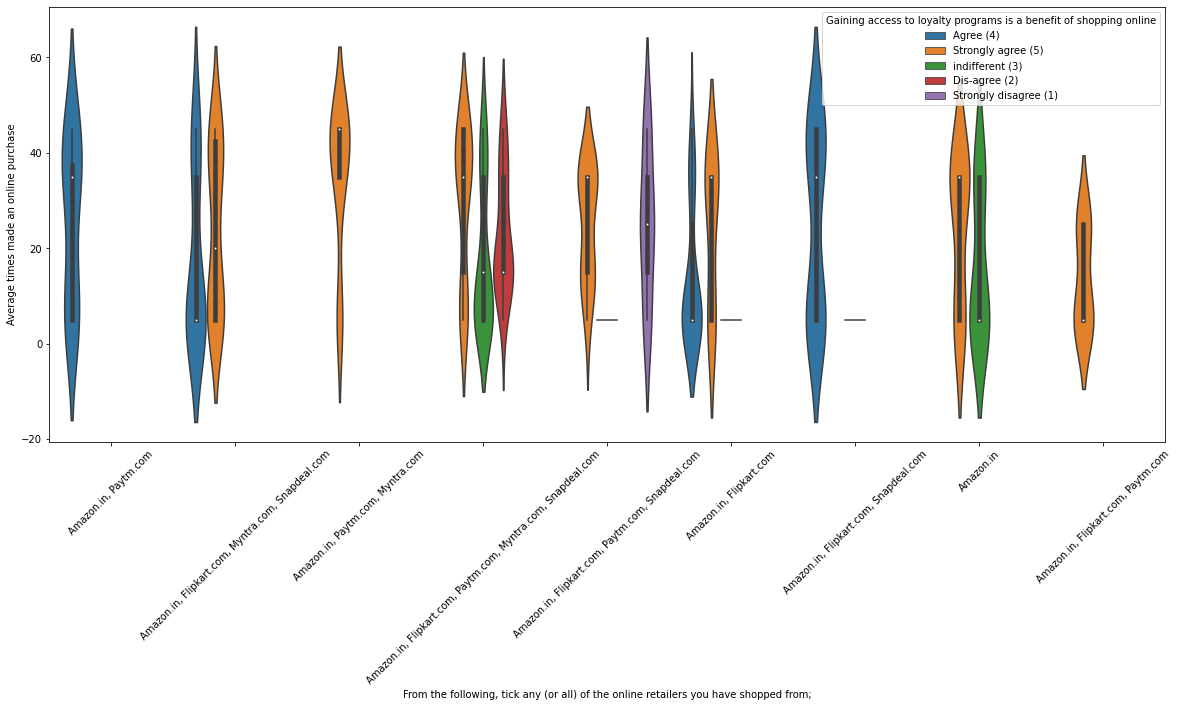 Gaining access to loyalty programs is a benefit of shopping online
Agree (4)
Strongly agree (5)
indifferent (3)
Dis-agree (2)
Strongly disagree (1)
Average times made an online purchase
60
40
20
0
−20
Amazon.in, Paytm.com
Amazon.in, Flipkart.com, Myntra.com, Snapdeal.com
Amazon.in, Paytm.com, Myntra.com
Amazon.in, Flipkart.com, Paytm.com, Myntra.com, Snapdeal.com
Amazon.in, Flipkart.com, Paytm.com, Snapdeal.com
Amazon.in, Flipkart.com
Amazon.in, Flipkart.com, Snapdeal.com
Amazon.in
Amazon.in, Flipkart.com, Paytm.com
From the following, tick any (or all) of the online retailers you have shopped from;